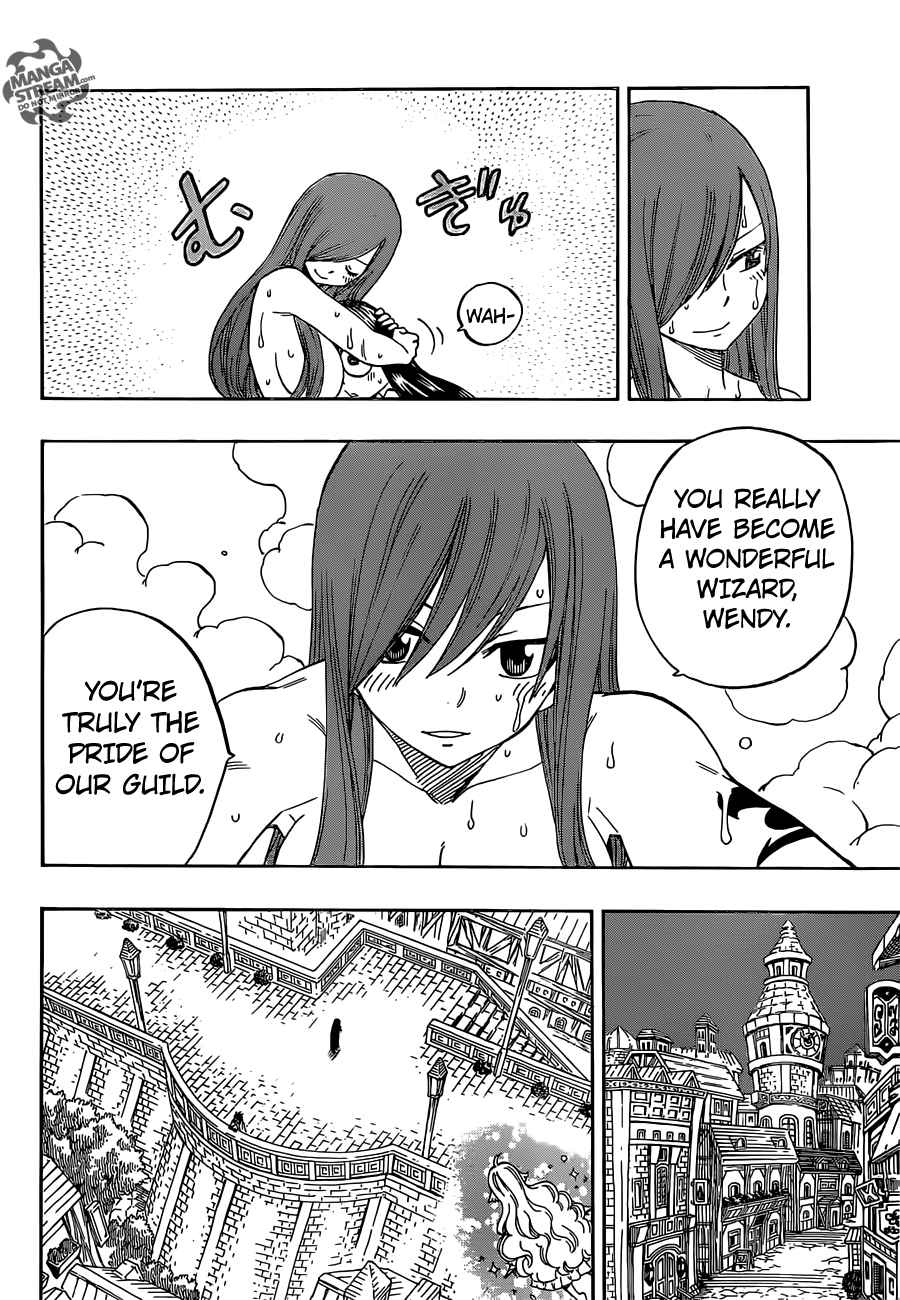 MANGA
STREAM.com
DO NOT MIRROR
ぎゅ
む
WAH-
YOU REALLY
HAVE BECOME
A WONDERFUL
WIZARD,
WENDY.
YOU'RE
TRULY THE
PRIDE OF
OUR GUILD.